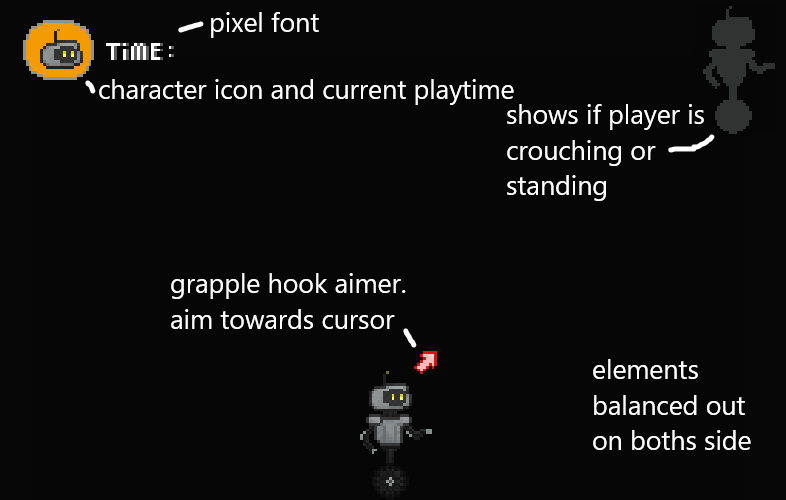 pixel font
TiME:
character icon and current playtime
shows if player is
crouching or
standing
grapple hook aimer.
aim towards cursor
elements
balanced out
on boths side